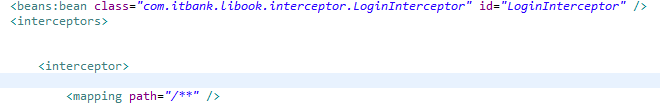 <beans:bean class="com.itbank.libook.interceptor.LoginInterceptor" id="LoginInterceptor" />
<interceptors>
<interceptor>
<mapping path="/**" />